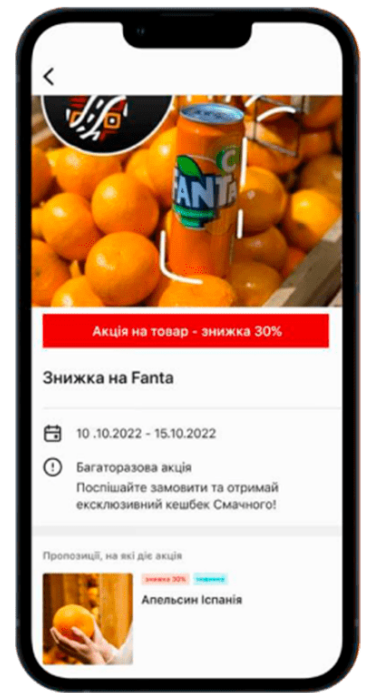 FANTA
C
Акція на товар - знижка 30%
Знижка на Fanta
10 .10.2022 - 15.10.2022
Багаторазова акція
Поспішайте замовити та отримай
ексклюзивний кешбек Смачного!
Пропозиції, на які діє акція
знижка 30%
Апельсин Іспанія